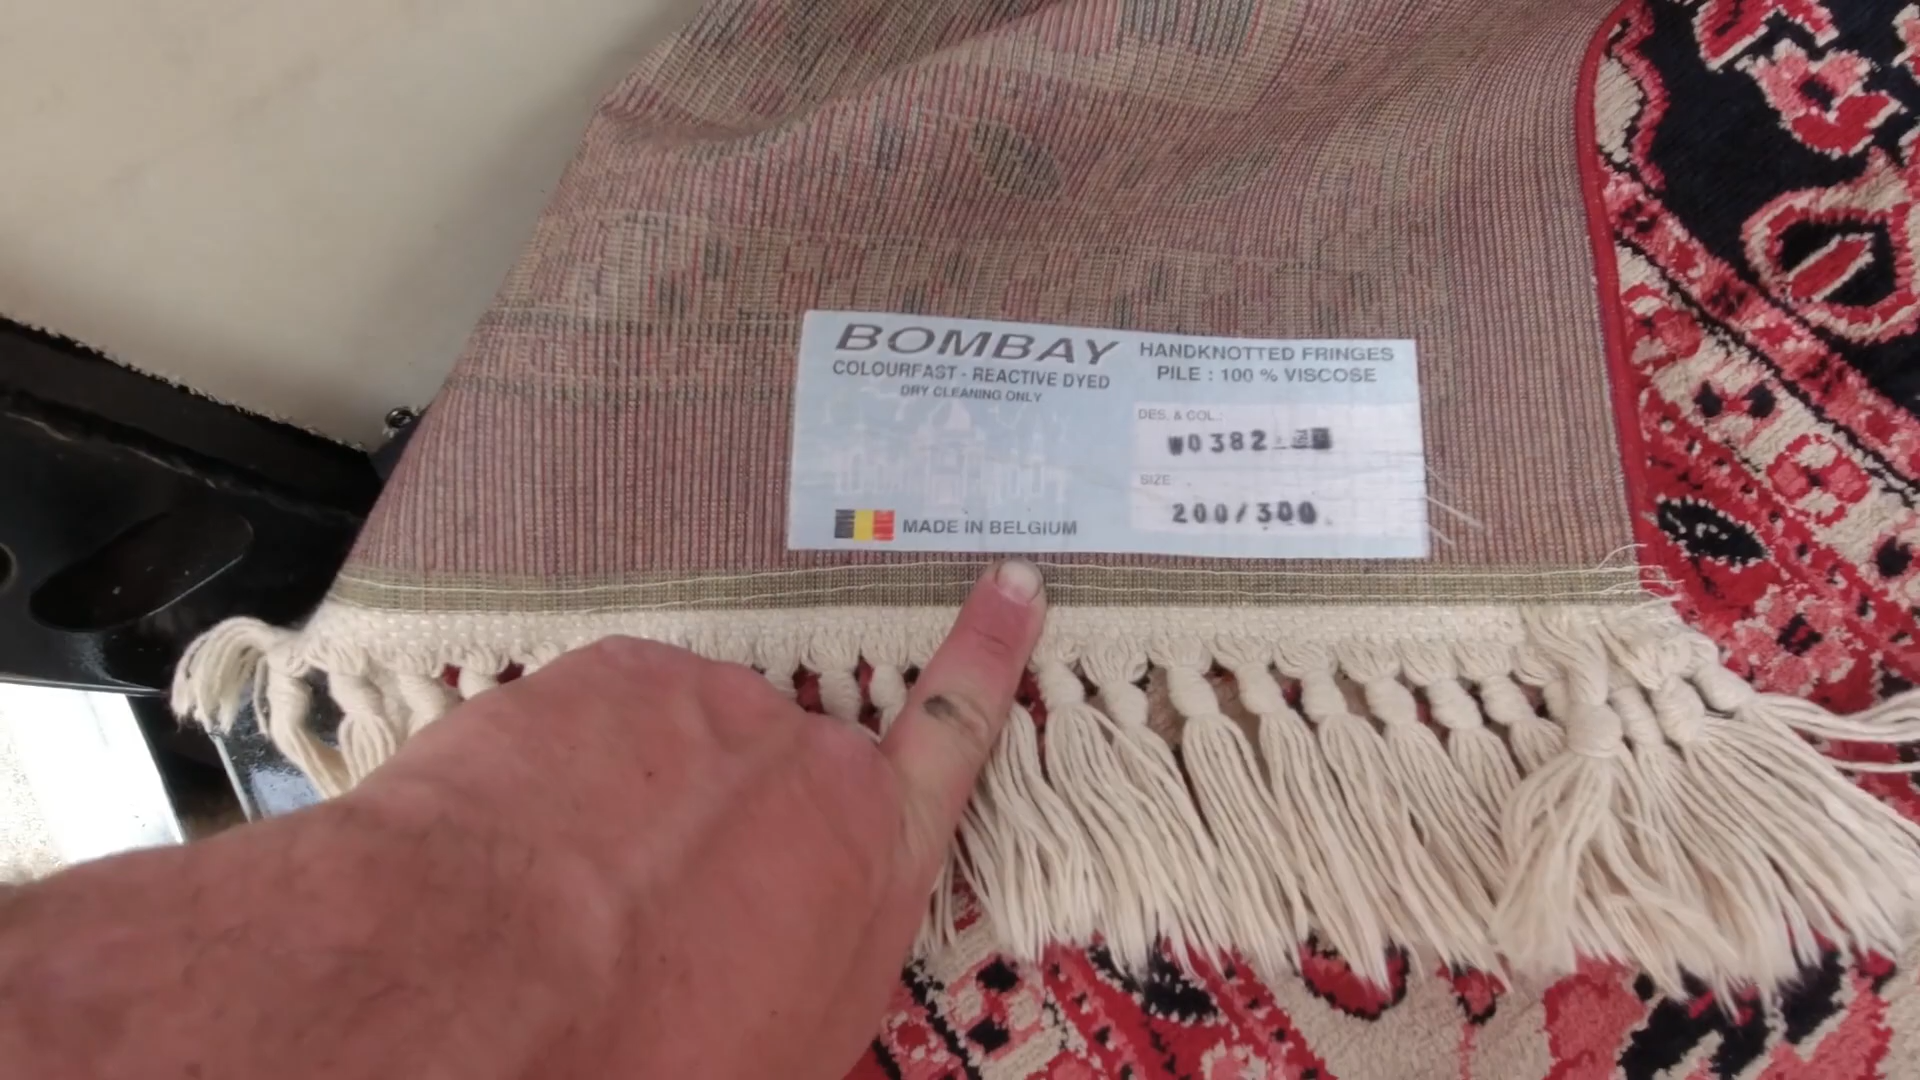 BOMBAY
COLOURFAST - REACTIVE DYED
DRY CLEANING ONLY
MADE IN BELGIUM
HANDKNOTTED FRINGES
PILE : 100 % VISCOSE
DES. & COL.:
W0382
SIZE
200/300